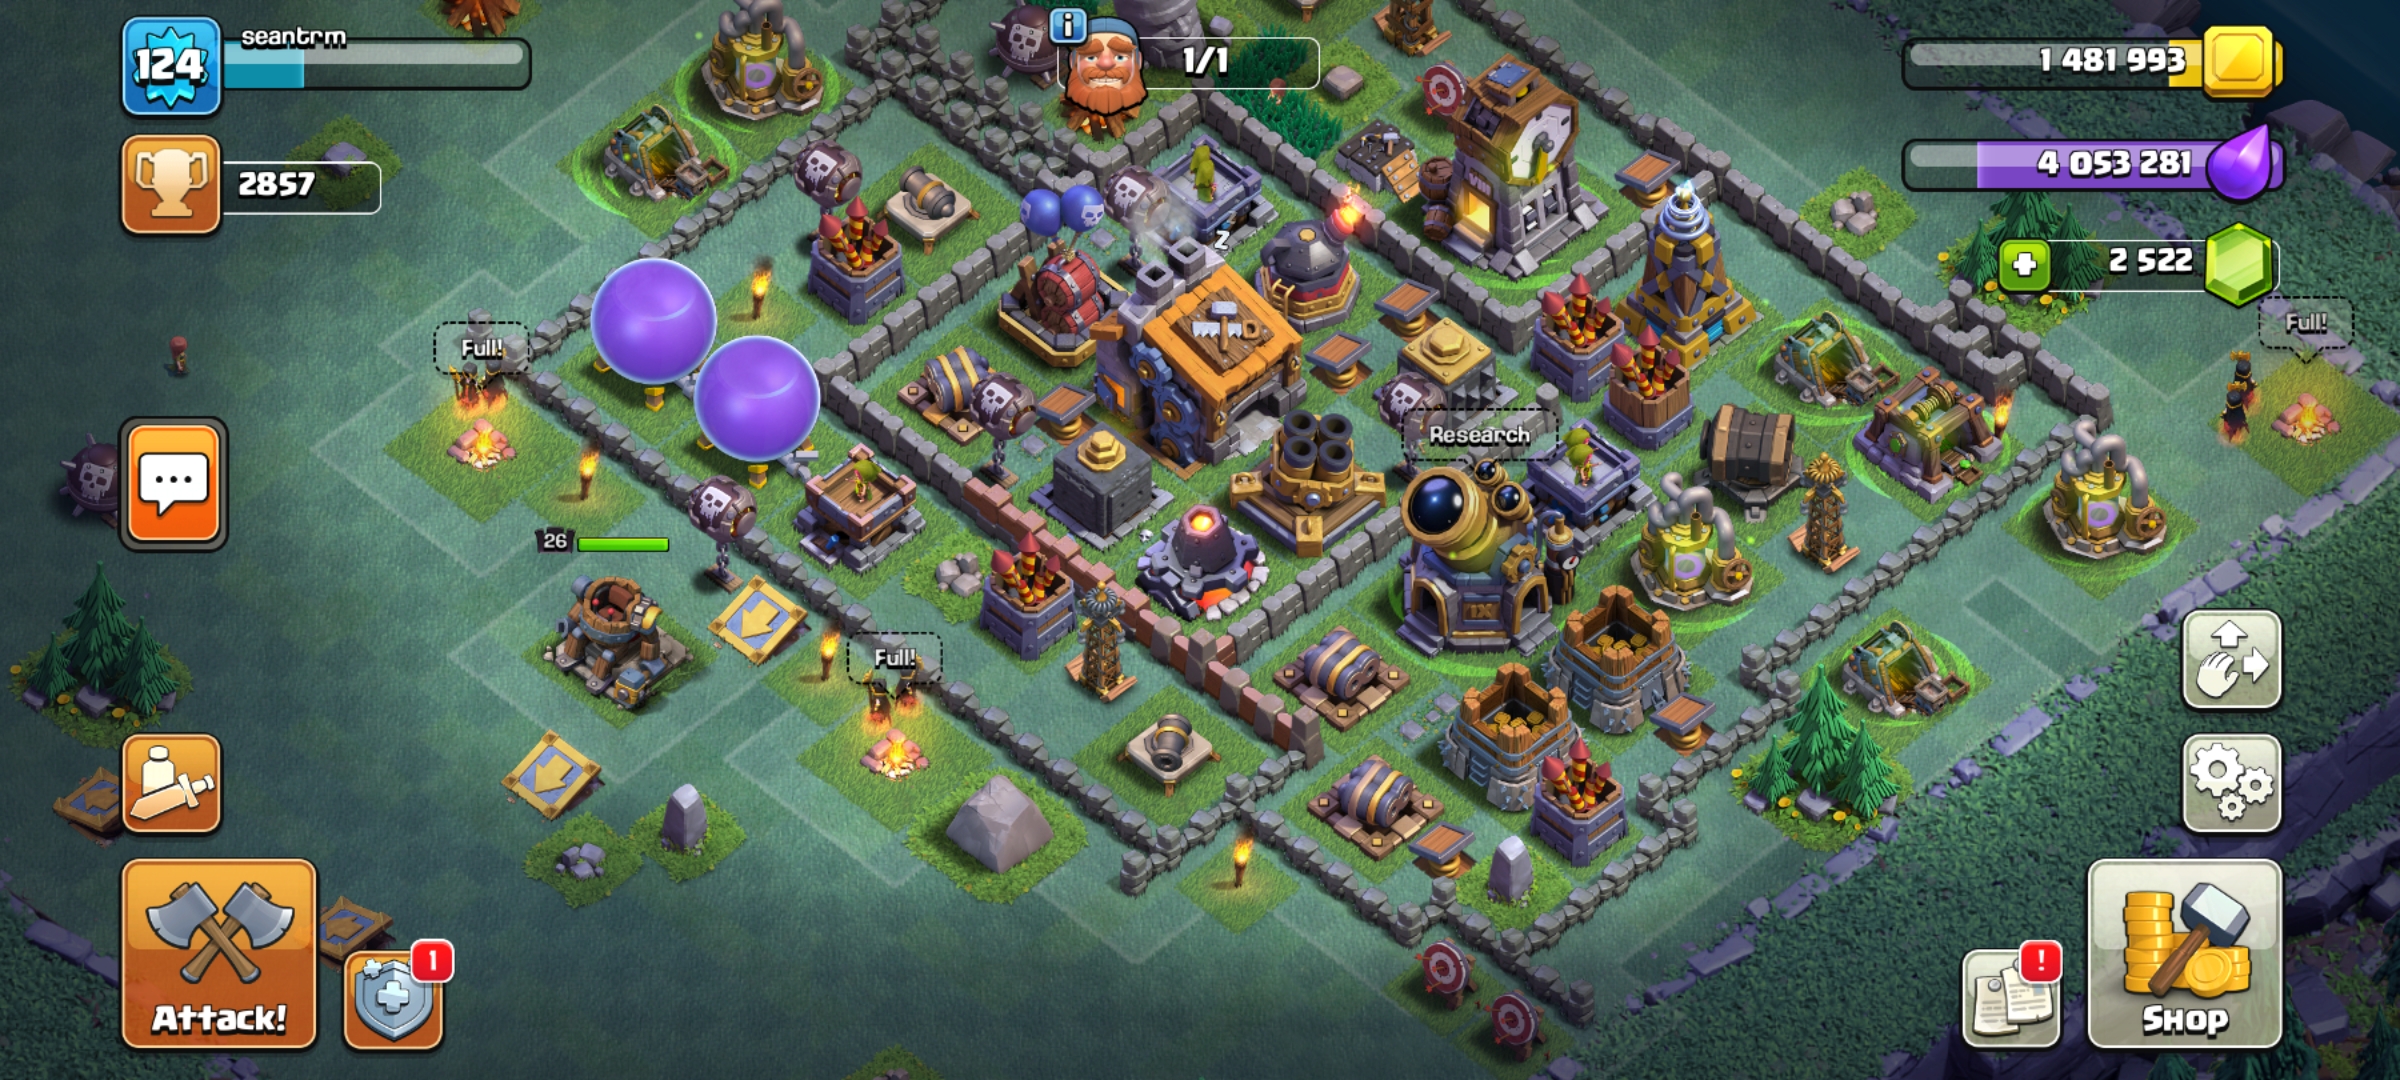 seantrm
124
i
1/1
1 481 993
2857
4 053 281
z
2 522
Full!
Full!
Research
26
IX
Full!
1
!
Attack!
Shop